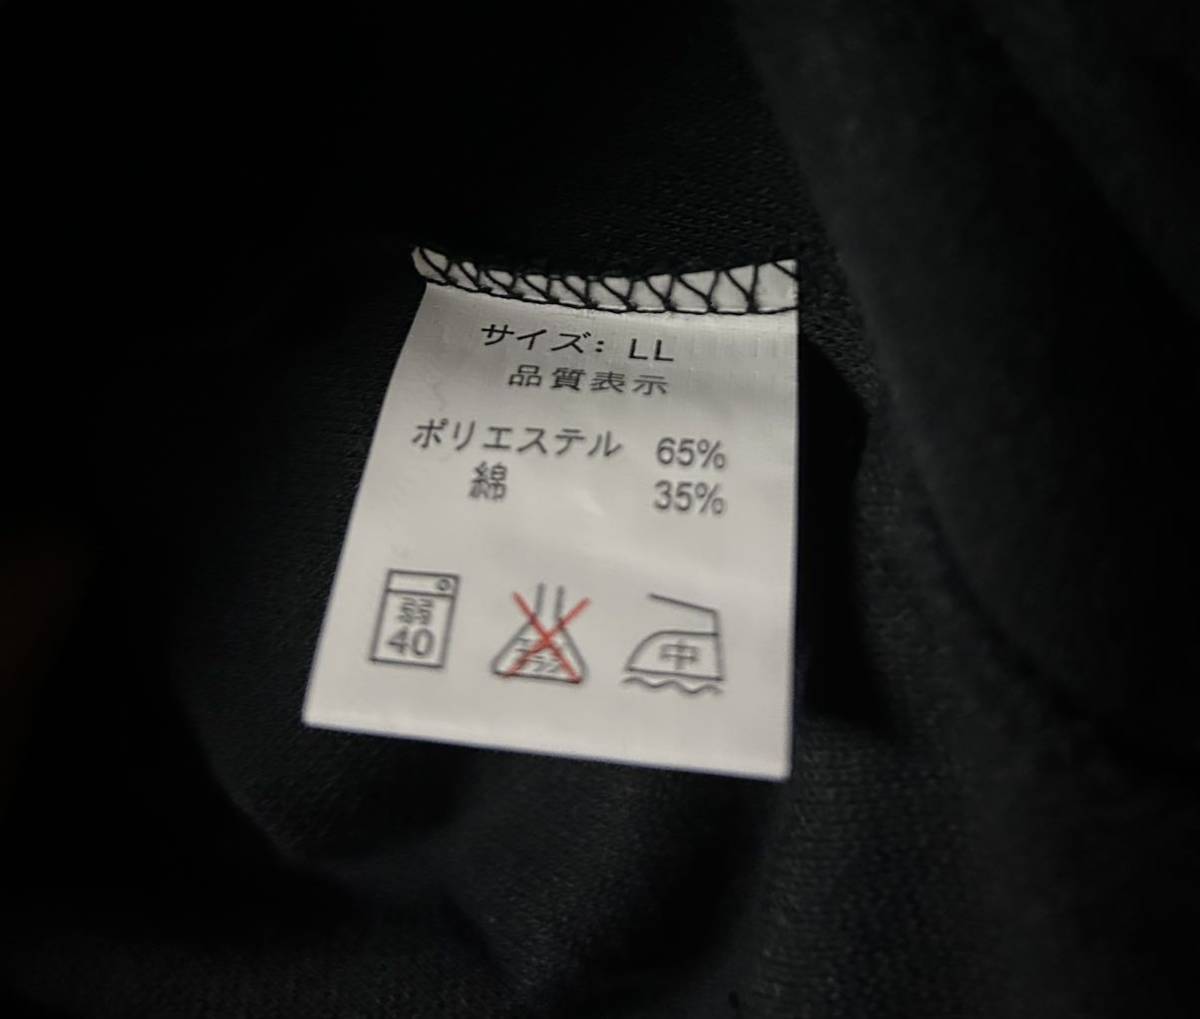 サイズ: LL
品質表示
ポリエステル 65%
綿 35%
弱
40
中